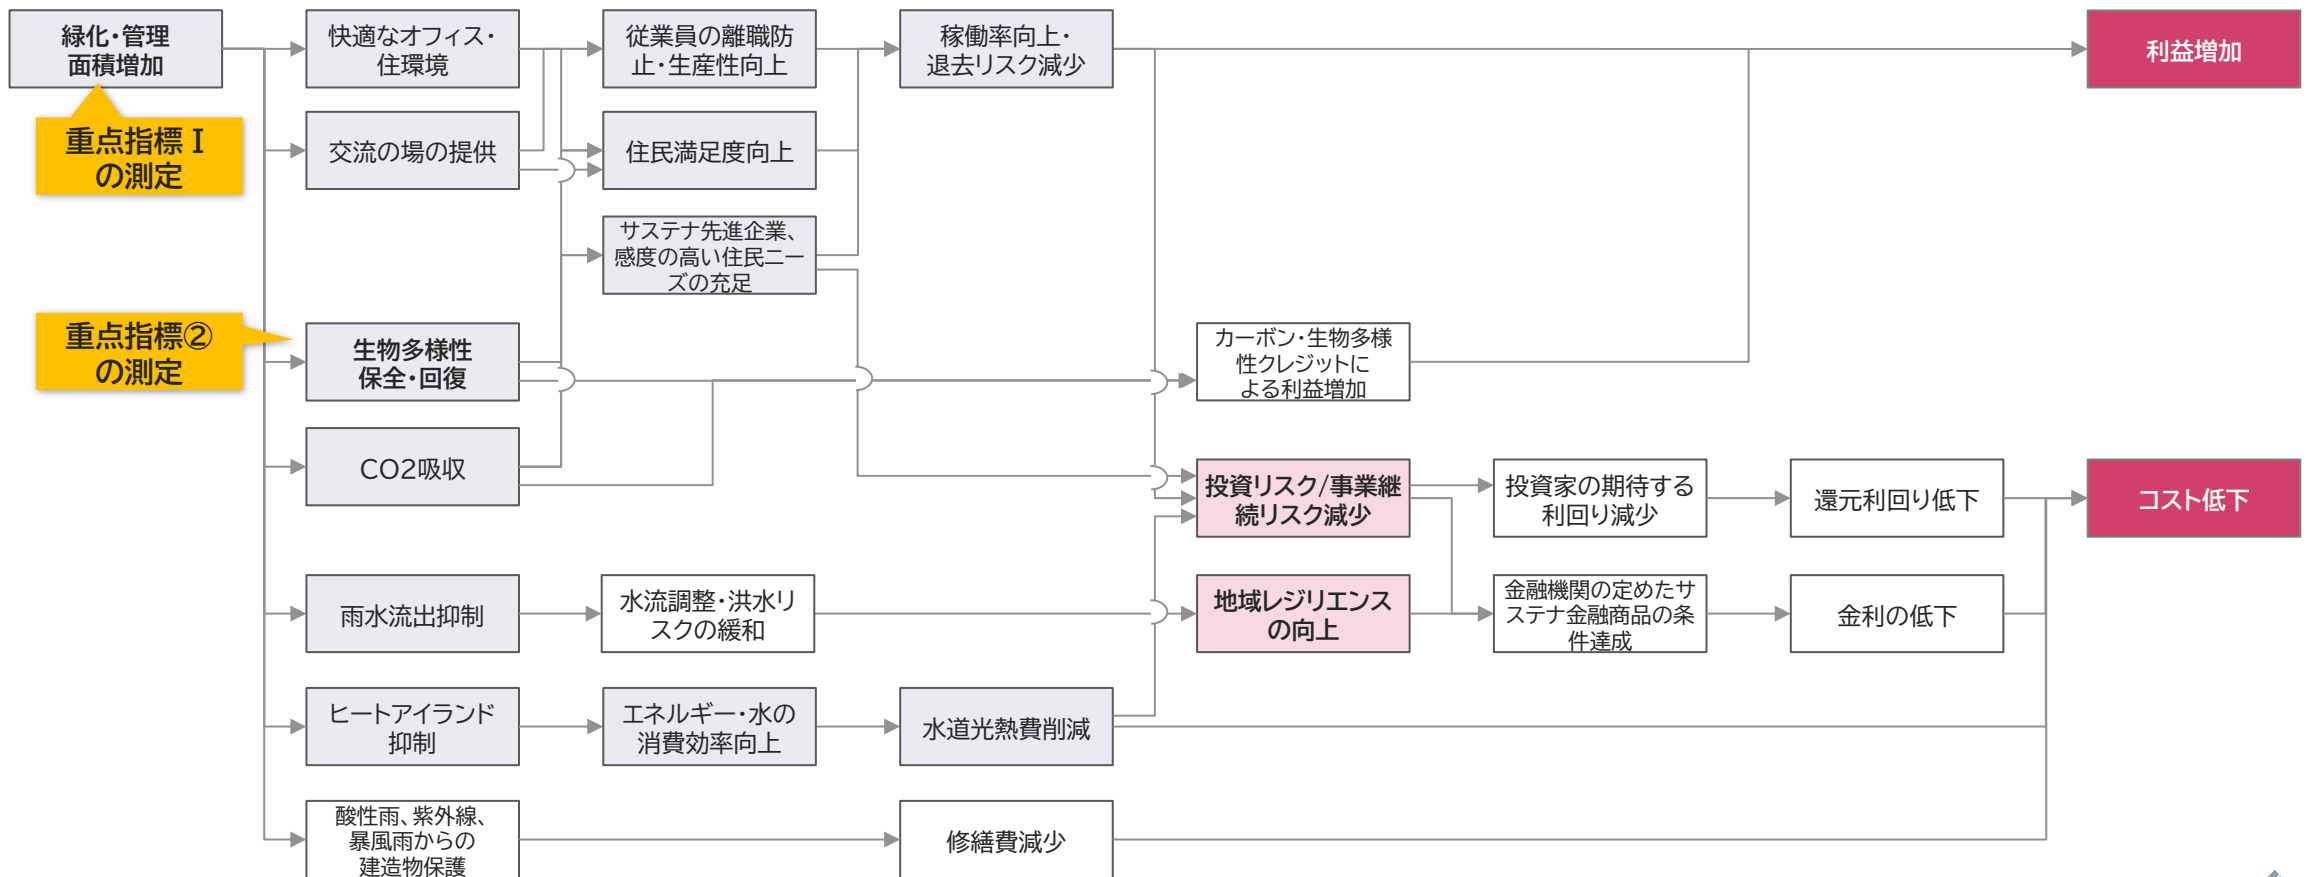 緑化・管理
面積増加
快適なオフィス・
住環境
従業員の離職防
止・生産性向上
稼働率向上・
退去リスク減少
利益増加
重点指標Ⅰ
の測定
交流の場の提供
住民満足度向上
サステナ先進企業、
感度の高い住民ニー
ズの充足
重点指標②
の測定
生物多様性
保全・回復
カーボン・生物多様
性クレジットに
よる利益増加
CO2吸収
投資リスク/事業継
続リスク減少
投資家の期待する
利回り減少
還元利回り低下
コスト低下
雨水流出抑制
水流調整・洪水リ
スクの緩和
地域レジリエンス
の向上
金融機関の定めたサ
ステナ金融商品の条
件達成
金利の低下
ヒートアイランド
抑制
エネルギー・水の
消費効率向上
水道光熱費削減
酸性雨、紫外線、
暴風雨からの
建造物保護
修繕費減少